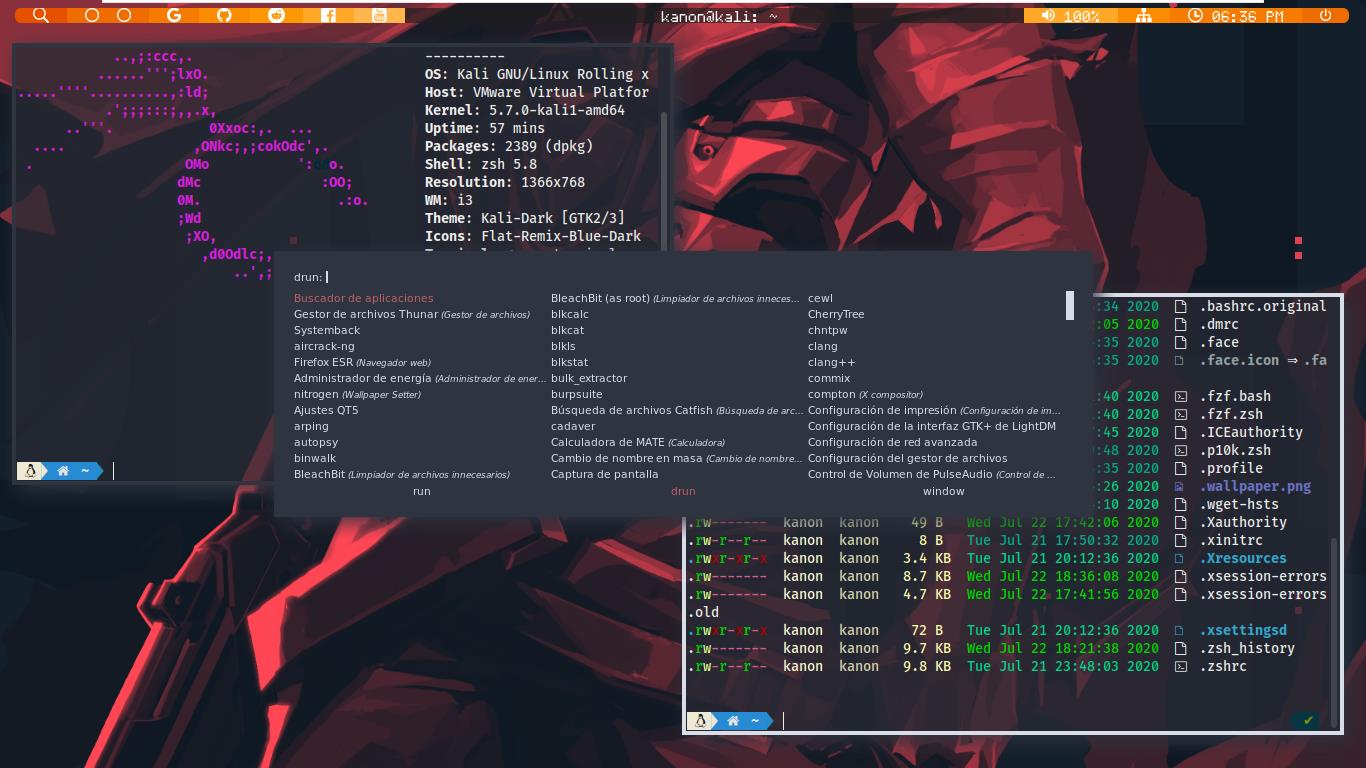 kanon@kali: ~
100%
06:36 PM
..,;:ccc,.
......''';lxO.
.....''''..........,:ld;
.';;;:::;,,.x,
..'''. 0Xxoc:,. ...
.... ,ONkc;,;cokOdc',.
. OMo ': o.
dMc :OO;
0M. .:o.
;Wd
;XO,
,d0Odlc;,
..',;
----------
OS: Kali GNU/Linux Rolling x
Host: VMware Virtual Platfor
Kernel: 5.7.0-kali1-amd64
Uptime: 57 mins
Packages: 2389 (dpkg)
Shell: zsh 5.8
Resolution: 1366x768
WM: i3
Theme: Kali-Dark [GTK2/3]
Icons: Flat-Remix-Blue-Dark
~
drun:
Buscador de aplicaciones
Gestor de archivos Thunar (Gestor de archivos)
Systemback
aircrack-ng
Firefox ESR (Navegador web)
Administrador de energía (Administrador de ener...
nitrogen (Wallpaper Setter)
Ajustes QT5
arping
autopsy
binwalk
BleachBit (Limpiador de archivos innecesarios)
BleachBit (as root) (Limpiador de archivos inneces...
blkcalc
blkcat
blkls
blkstat
bulk_extractor
burpsuite
Búsqueda de archivos Catfish (Búsqueda de arc...
cadaver
Calculadora de MATE (Calculadora)
Cambio de nombre en masa (Cambio de nombre...
Captura de pantalla
cewl
CherryTree
chntpw
clang
clang++
commix
compton (X compositor)
Configuración de impresión (Configuración de im...
Configuración de la interfaz GTK+ de LightDM
Configuración de red avanzada
Configuración del gestor de archivos
Control de Volumen de PulseAudio (Control de ...
run drun window
:34 2020 .bashrc.original
:05 2020 .dmrc
:35 2020 .face
:35 2020 .face.icon ⇒ .fa
:40 2020 .fzf.bash
:40 2020 .fzf.zsh
:45 2020 .ICEauthority
:48 2020 .p10k.zsh
:35 2020 .profile
:26 2020 .wallpaper.png
:10 2020 .wget-hsts
.rw------- kanon kanon 49 B Wed Jul 22 17:42:06 2020 .Xauthority
.rw-r--r-- kanon kanon 8 B Tue Jul 21 17:50:32 2020 .xinitrc
.rwxr-xr-x kanon kanon 3.4 KB Tue Jul 21 20:12:36 2020 .Xresources
.rw------- kanon kanon 8.7 KB Wed Jul 22 18:36:08 2020 .xsession-errors
.rw------- kanon kanon 4.7 KB Wed Jul 22 17:41:56 2020 .xsession-errors
.old
.rwxr-xr-x kanon kanon 72 B Tue Jul 21 20:12:36 2020 .xsettingsd
.rw------- kanon kanon 9.7 KB Wed Jul 22 18:21:38 2020 .zsh_history
.rw-r--r-- kanon kanon 9.8 KB Tue Jul 21 23:48:03 2020 .zshrc
~